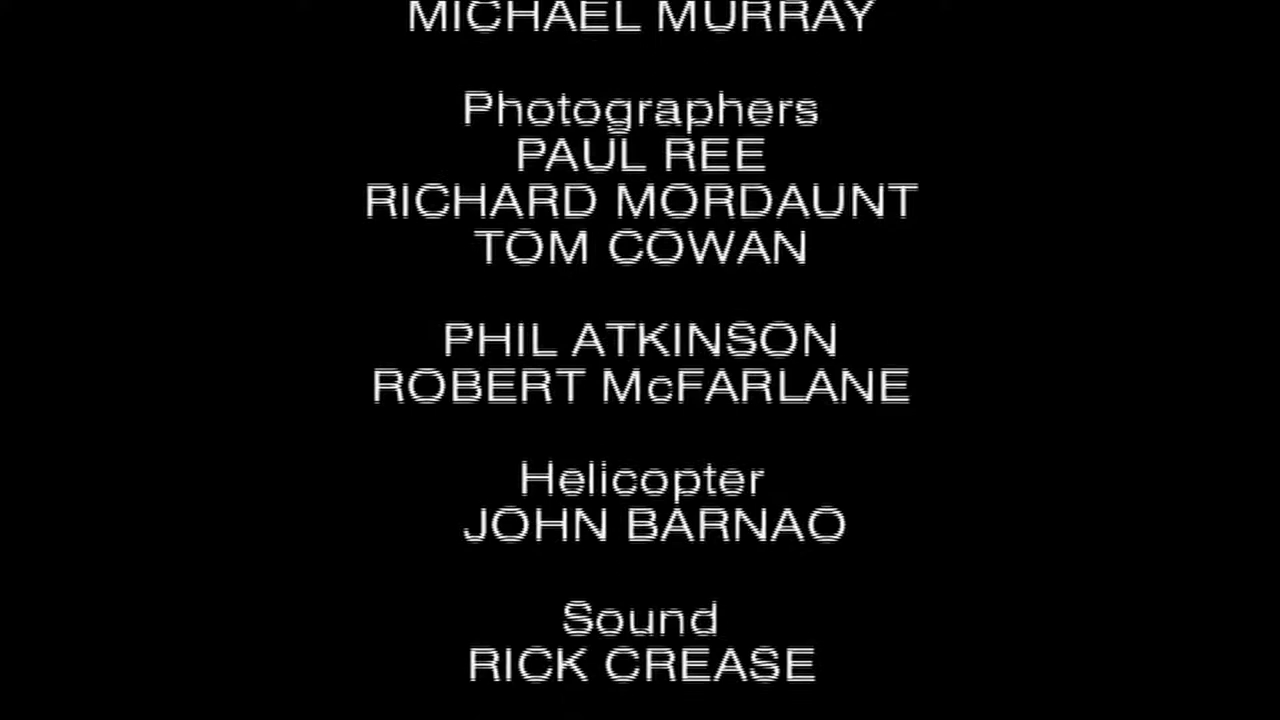 MICHAEL MURRAY
Photographers
PAUL REE
RICHARD MORDAUNT
TOM COWAN
PHIL ATKINSON
ROBERT McFARLANE
Helicopter
JOHN BARNAO
Sound
RICK CREASE